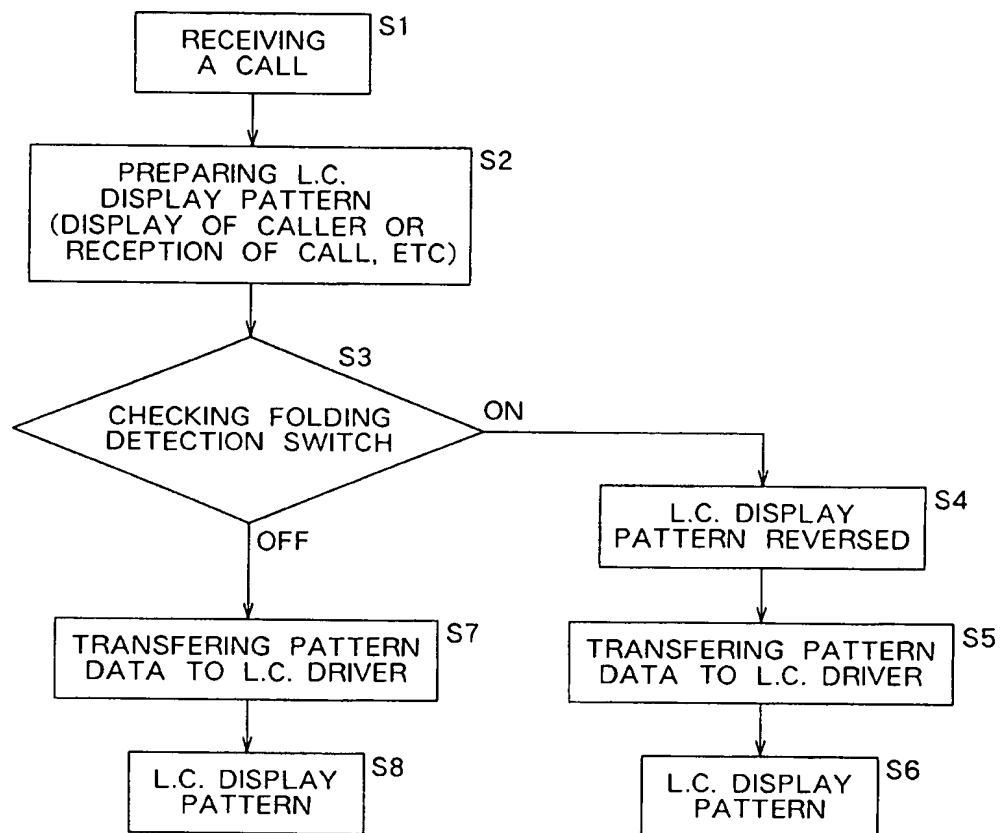 S1
RECEIVING
A CALL
S2
PREPARING L.C.
DISPLAY PATTERN
(DISPLAY OF CALLER OR
RECEPTION OF CALL, ETC)
S3
CHECKING FOLDING
DETECTION SWITCH
ON
OFF
S4
L.C. DISPLAY
PATTERN REVERSED
S7
TRANSFERING PATTERN
DATA TO L.C. DRIVER
S5
TRANSFERING PATTERN
DATA TO L.C. DRIVER
S8
L.C. DISPLAY
PATTERN
S6
L.C. DISPLAY
PATTERN